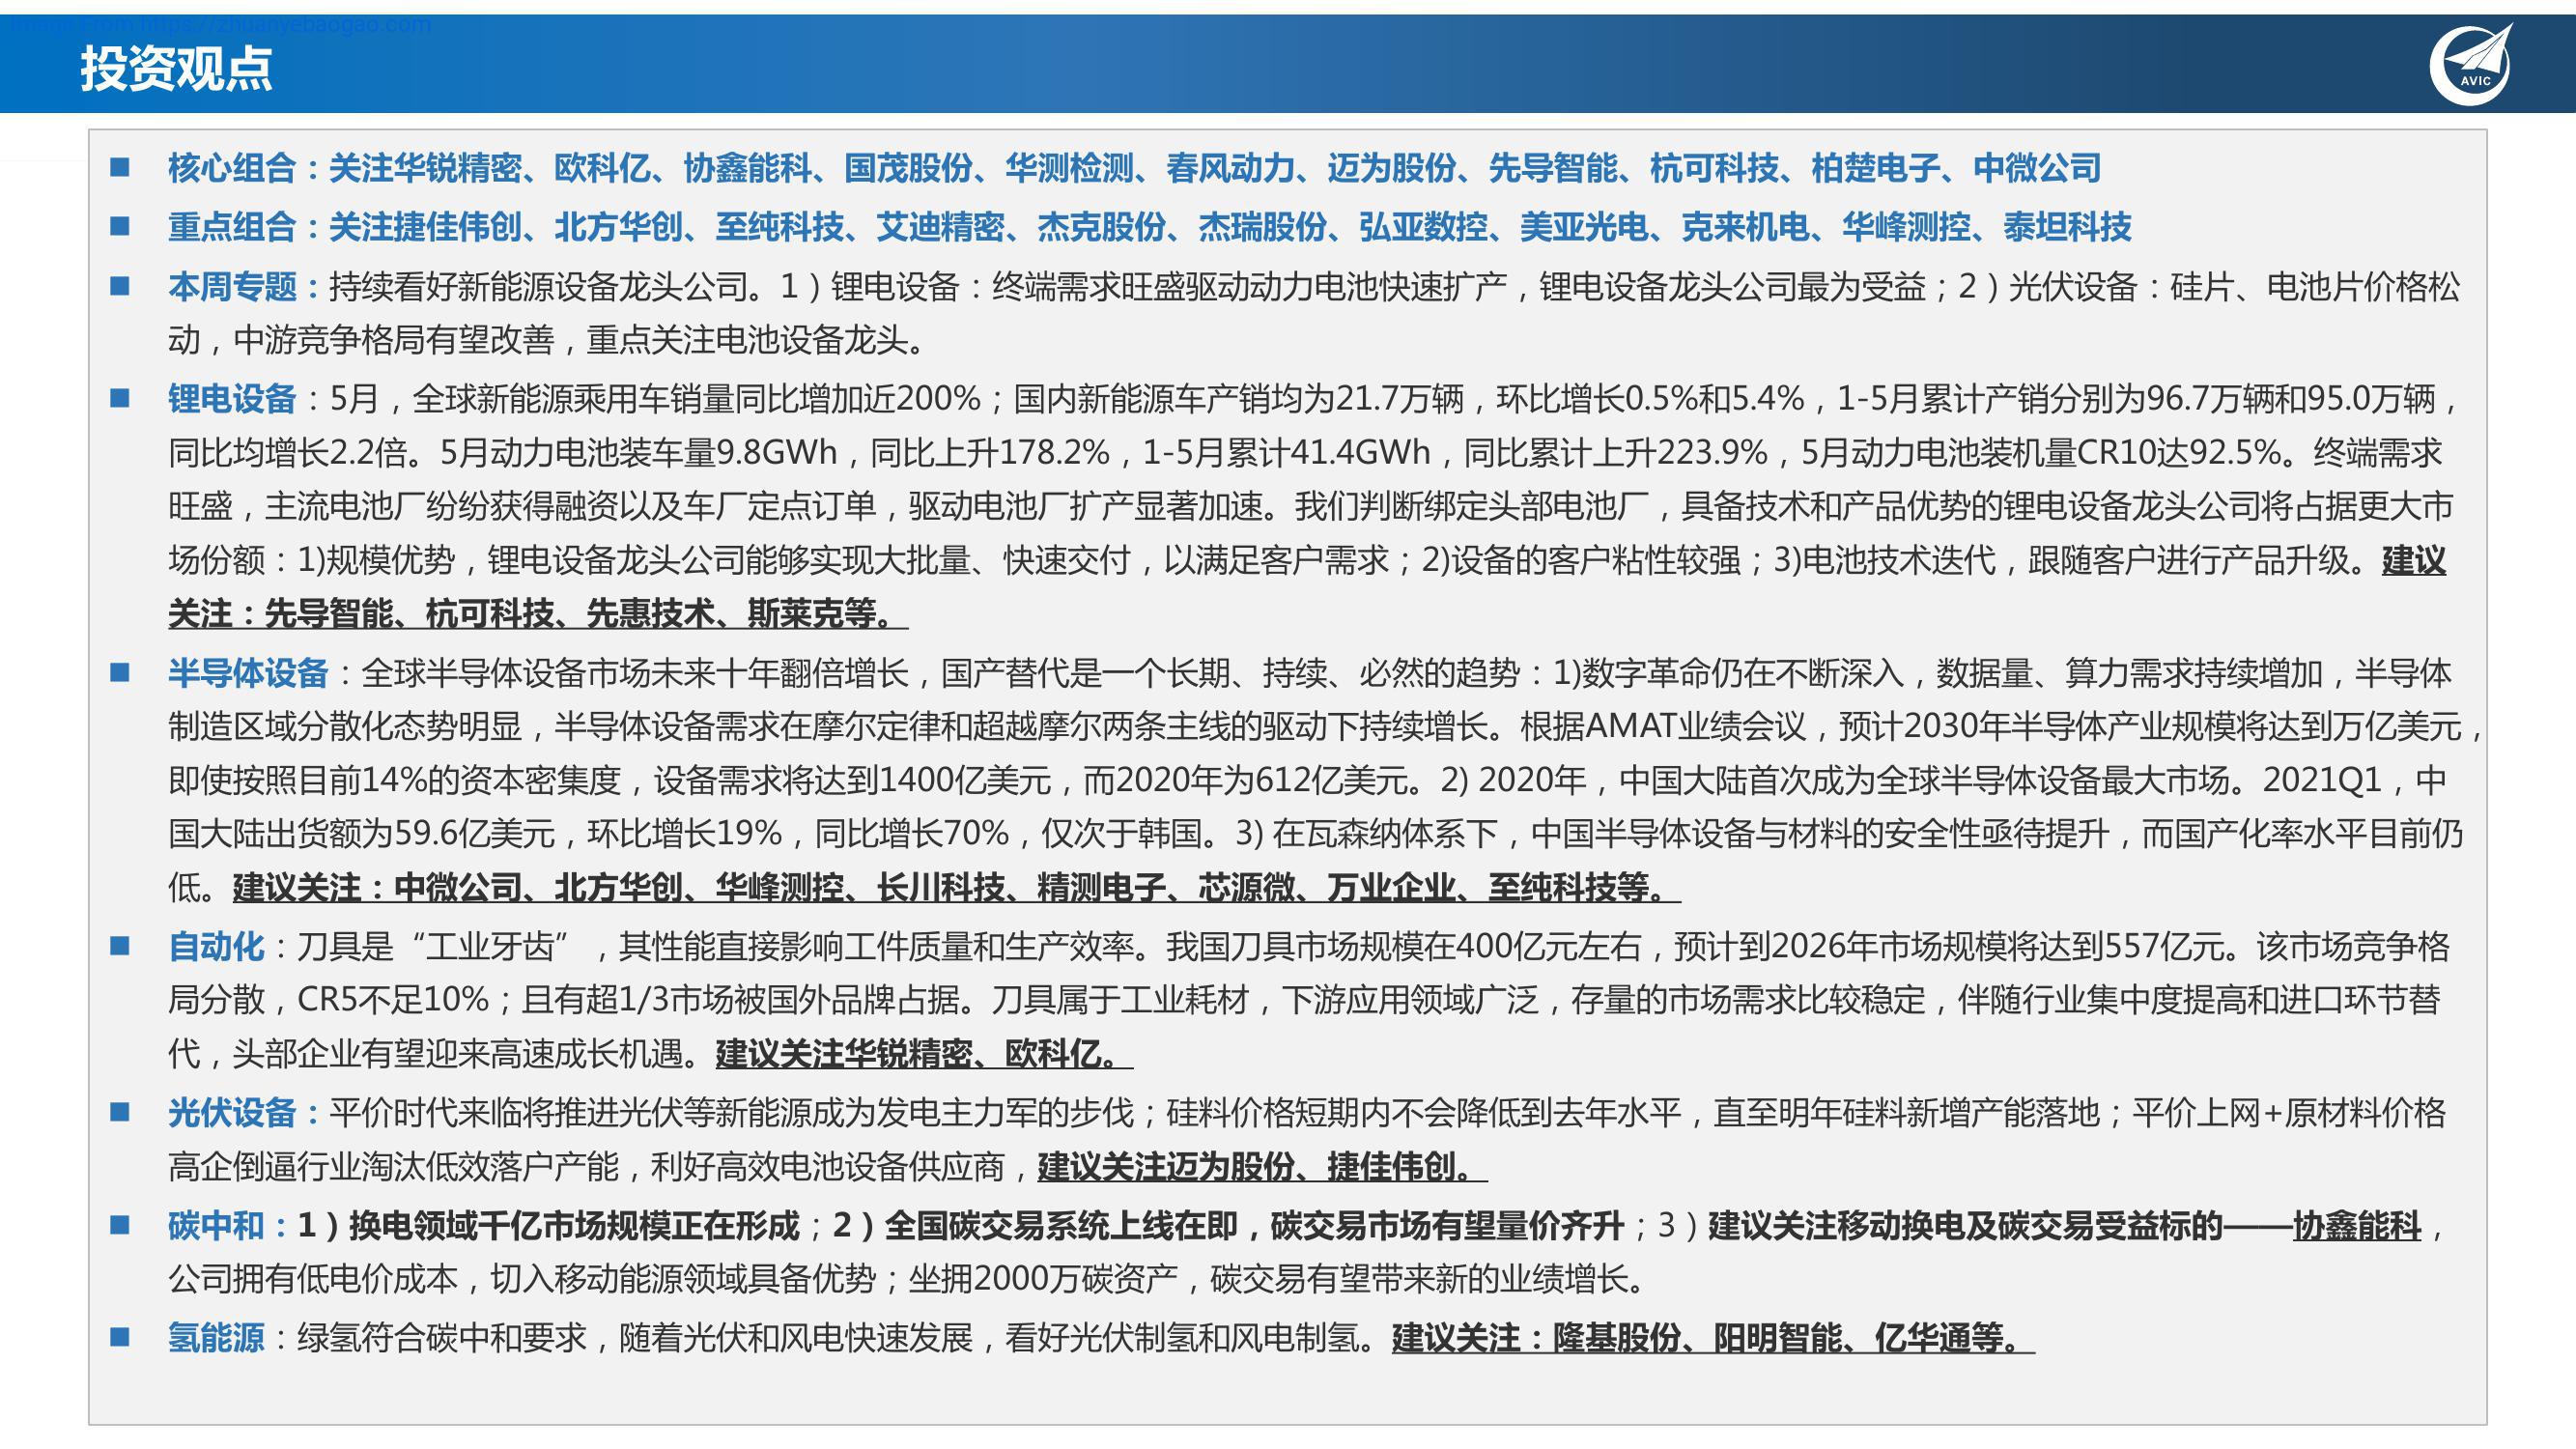 Image From https://zhuanyebaogao.com
投资观点
AVIC
■ 核心组合：关注华锐精密、欧科亿、协鑫能科、国茂股份、华测检测、春风动力、迈为股份、先导智能、杭可科技、柏楚电子、中微公司
■ 重点组合：关注捷佳伟创、北方华创、至纯科技、艾迪精密、杰克股份、杰瑞股份、弘亚数控、美亚光电、克来机电、华峰测控、泰坦科技
■ 本周专题：持续看好新能源设备龙头公司。1）锂电设备：终端需求旺盛驱动动力电池快速扩产，锂电设备龙头公司最为受益；2）光伏设备：硅片、电池片价格松
动，中游竞争格局有望改善，重点关注电池设备龙头。
■ 锂电设备：5月，全球新能源乘用车销量同比增加近200%；国内新能源车产销均为21.7万辆，环比增长0.5%和5.4%，1-5月累计产销分别为96.7万辆和95.0万辆，
同比均增长2.2倍。5月动力电池装车量9.8GWh，同比上升178.2%，1-5月累计41.4GWh，同比累计上升223.9%，5月动力电池装机量CR10达92.5%。终端需求
旺盛，主流电池厂纷纷获得融资以及车厂定点订单，驱动电池厂扩产显著加速。我们判断绑定头部电池厂，具备技术和产品优势的锂电设备龙头公司将占据更大市
场份额：1)规模优势，锂电设备龙头公司能够实现大批量、快速交付，以满足客户需求；2)设备的客户粘性较强；3)电池技术迭代，跟随客户进行产品升级。建议
关注：先导智能、杭可科技、先惠技术、斯莱克等。
■ 半导体设备：全球半导体设备市场未来十年翻倍增长，国产替代是一个长期、持续、必然的趋势：1)数字革命仍在不断深入，数据量、算力需求持续增加，半导体
制造区域分散化态势明显，半导体设备需求在摩尔定律和超越摩尔两条主线的驱动下持续增长。根据AMAT业绩会议，预计2030年半导体产业规模将达到万亿美元，
即使按照目前14%的资本密集度，设备需求将达到1400亿美元，而2020年为612亿美元。2) 2020年，中国大陆首次成为全球半导体设备最大市场。2021Q1，中
国大陆出货额为59.6亿美元，环比增长19%，同比增长70%，仅次于韩国。3) 在瓦森纳体系下，中国半导体设备与材料的安全性亟待提升，而国产化率水平目前仍
低。建议关注：中微公司、北方华创、华峰测控、长川科技、精测电子、芯源微、万业企业、至纯科技等。
■ 自动化：刀具是“工业牙齿”，其性能直接影响工件质量和生产效率。我国刀具市场规模在400亿元左右，预计到2026年市场规模将达到557亿元。该市场竞争格
局分散，CR5不足10%；且有超1/3市场被国外品牌占据。刀具属于工业耗材，下游应用领域广泛，存量的市场需求比较稳定，伴随行业集中度提高和进口环节替
代，头部企业有望迎来高速成长机遇。建议关注华锐精密、欧科亿。
■ 光伏设备：平价时代来临将推进光伏等新能源成为发电主力军的步伐；硅料价格短期内不会降低到去年水平，直至明年硅料新增产能落地；平价上网+原材料价格
高企倒逼行业淘汰低效落户产能，利好高效电池设备供应商，建议关注迈为股份、捷佳伟创。
■ 碳中和：1）换电领域千亿市场规模正在形成；2）全国碳交易系统上线在即，碳交易市场有望量价齐升；3）建议关注移动换电及碳交易受益标的——协鑫能科，
公司拥有低电价成本，切入移动能源领域具备优势；坐拥2000万碳资产，碳交易有望带来新的业绩增长。
■ 氢能源：绿氢符合碳中和要求，随着光伏和风电快速发展，看好光伏制氢和风电制氢。建议关注：隆基股份、阳明智能、亿华通等。